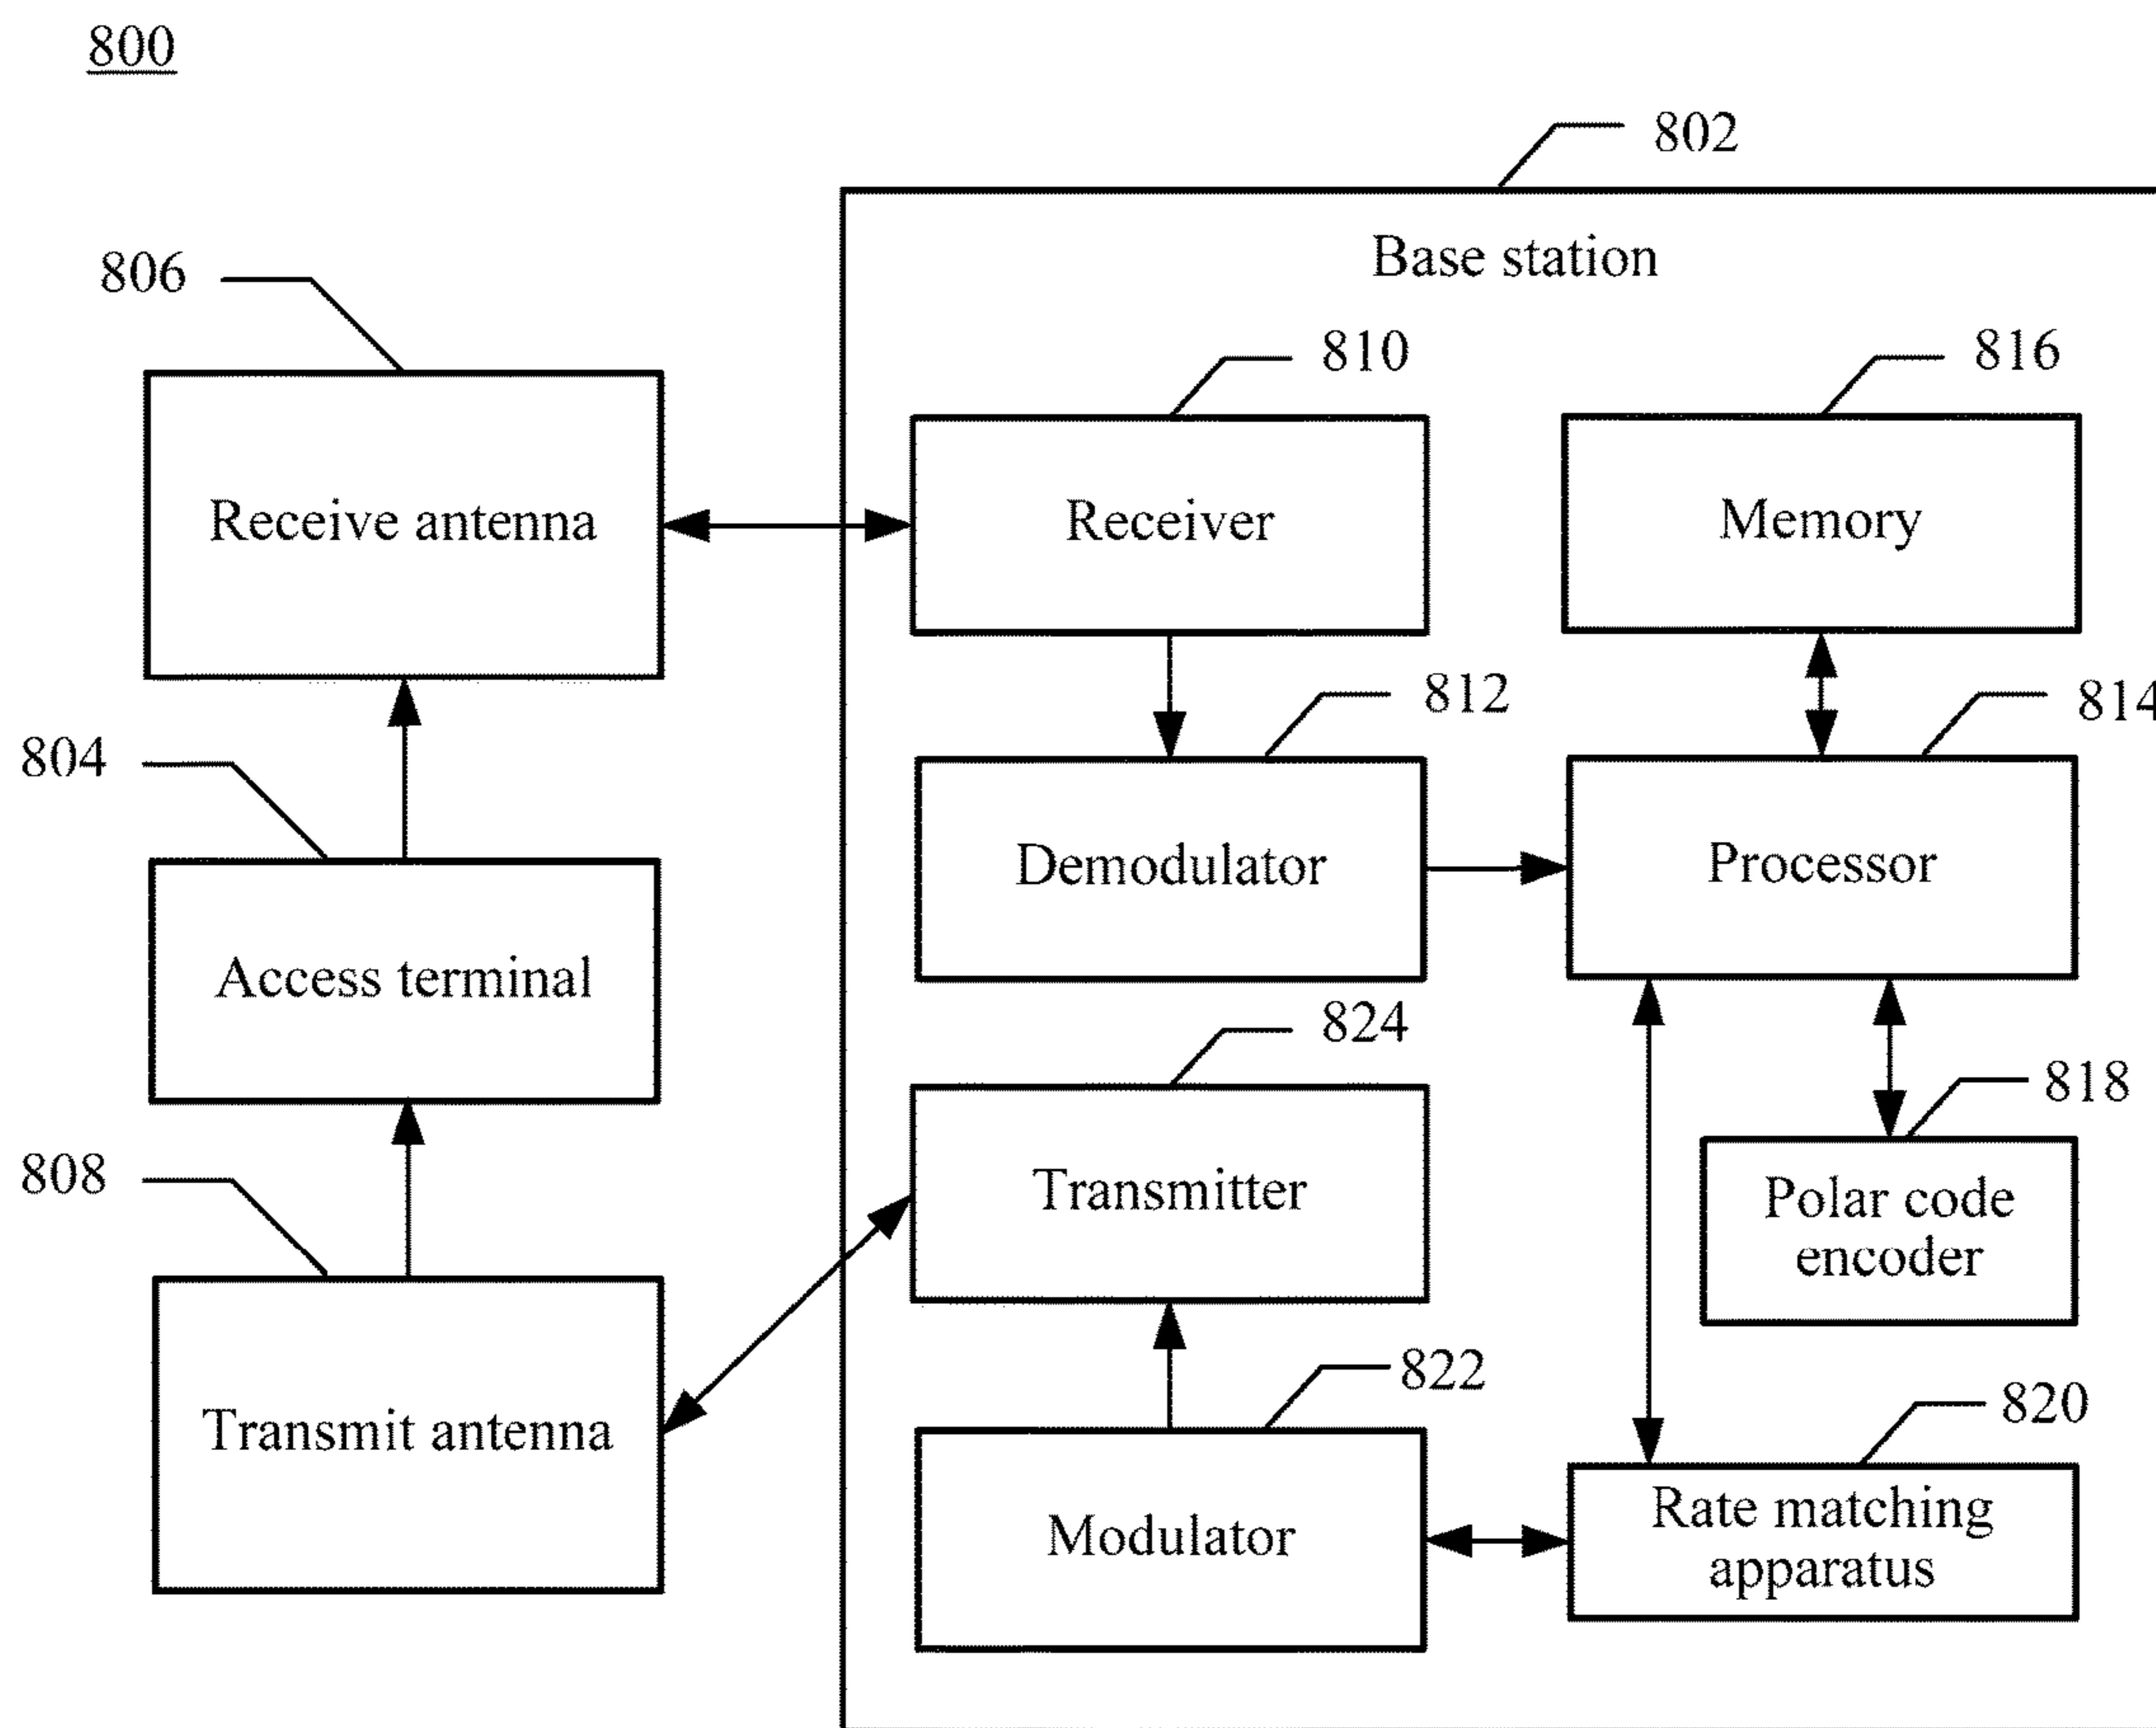 800
802
Base station
806
810
816
Receive antenna
Receiver
Memory
812
814
804
Demodulator
Processor
Access terminal
824
818
808
Transmitter
Polar code
encoder
822
820
Transmit antenna
Modulator
Rate matching
apparatus